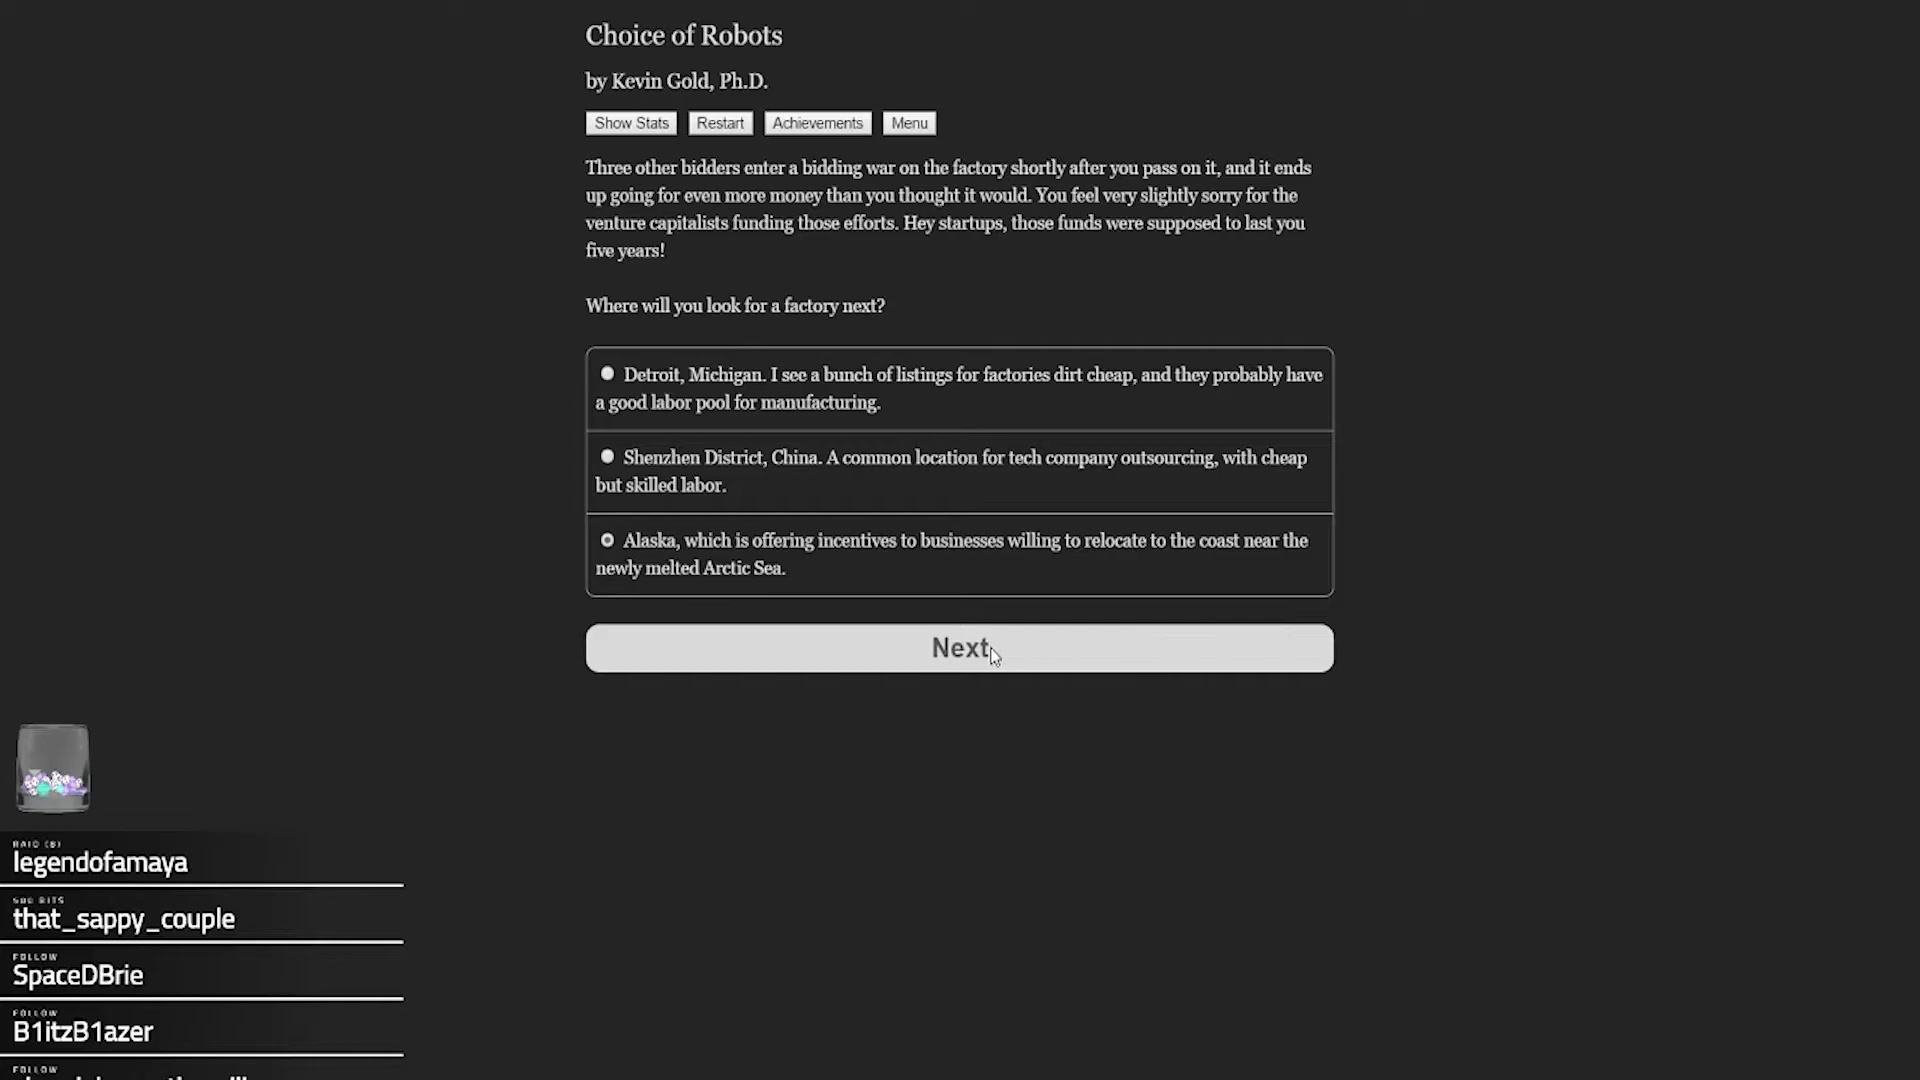 Choice of Robots
by Kevin Gold, Ph.D.
Show Stats Restart Achievements Menu
Three other bidders enter a bidding war on the factory shortly after you pass on it, and it ends
up going for even more money than you thought it would. You feel very slightly sorry for the
venture capitalists funding those efforts. Hey startups, those funds were supposed to last you
five years!
Where will you look for a factory next?
Detroit, Michigan. I see a bunch of listings for factories dirt cheap, and they probably have
a good labor pool for manufacturing.
Shenzhen District, China. A common location for tech company outsourcing, with cheap
but skilled labor.
Alaska, which is offering incentives to businesses willing to relocate to the coast near the
newly melted Arctic Sea.
Next
RAID (8)
legendofamaya
500 BITS
that_sappy_couple
FOLLOW
SpaceDBrie
FOLLOW
B1itzB1azer
FOLLOW